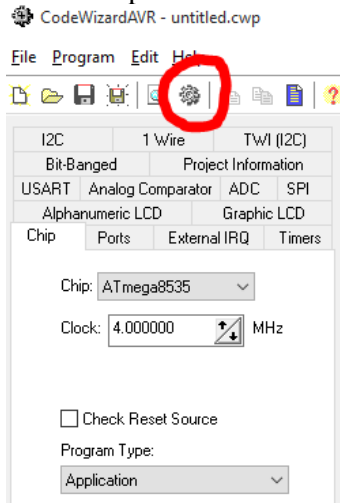 CodeWizardAVR - untitled.cwp
File Program Edit Help
I2C 1 Wire TWI (I2C)
Bit-Banged Project Information
USART Analog Comparator ADC SPI
Alphanumeric LCD Graphic LCD
Chip Ports External IRQ Timers
Chip: ATmega8535
Clock: 4.000000 MHz
Check Reset Source
Program Type:
Application